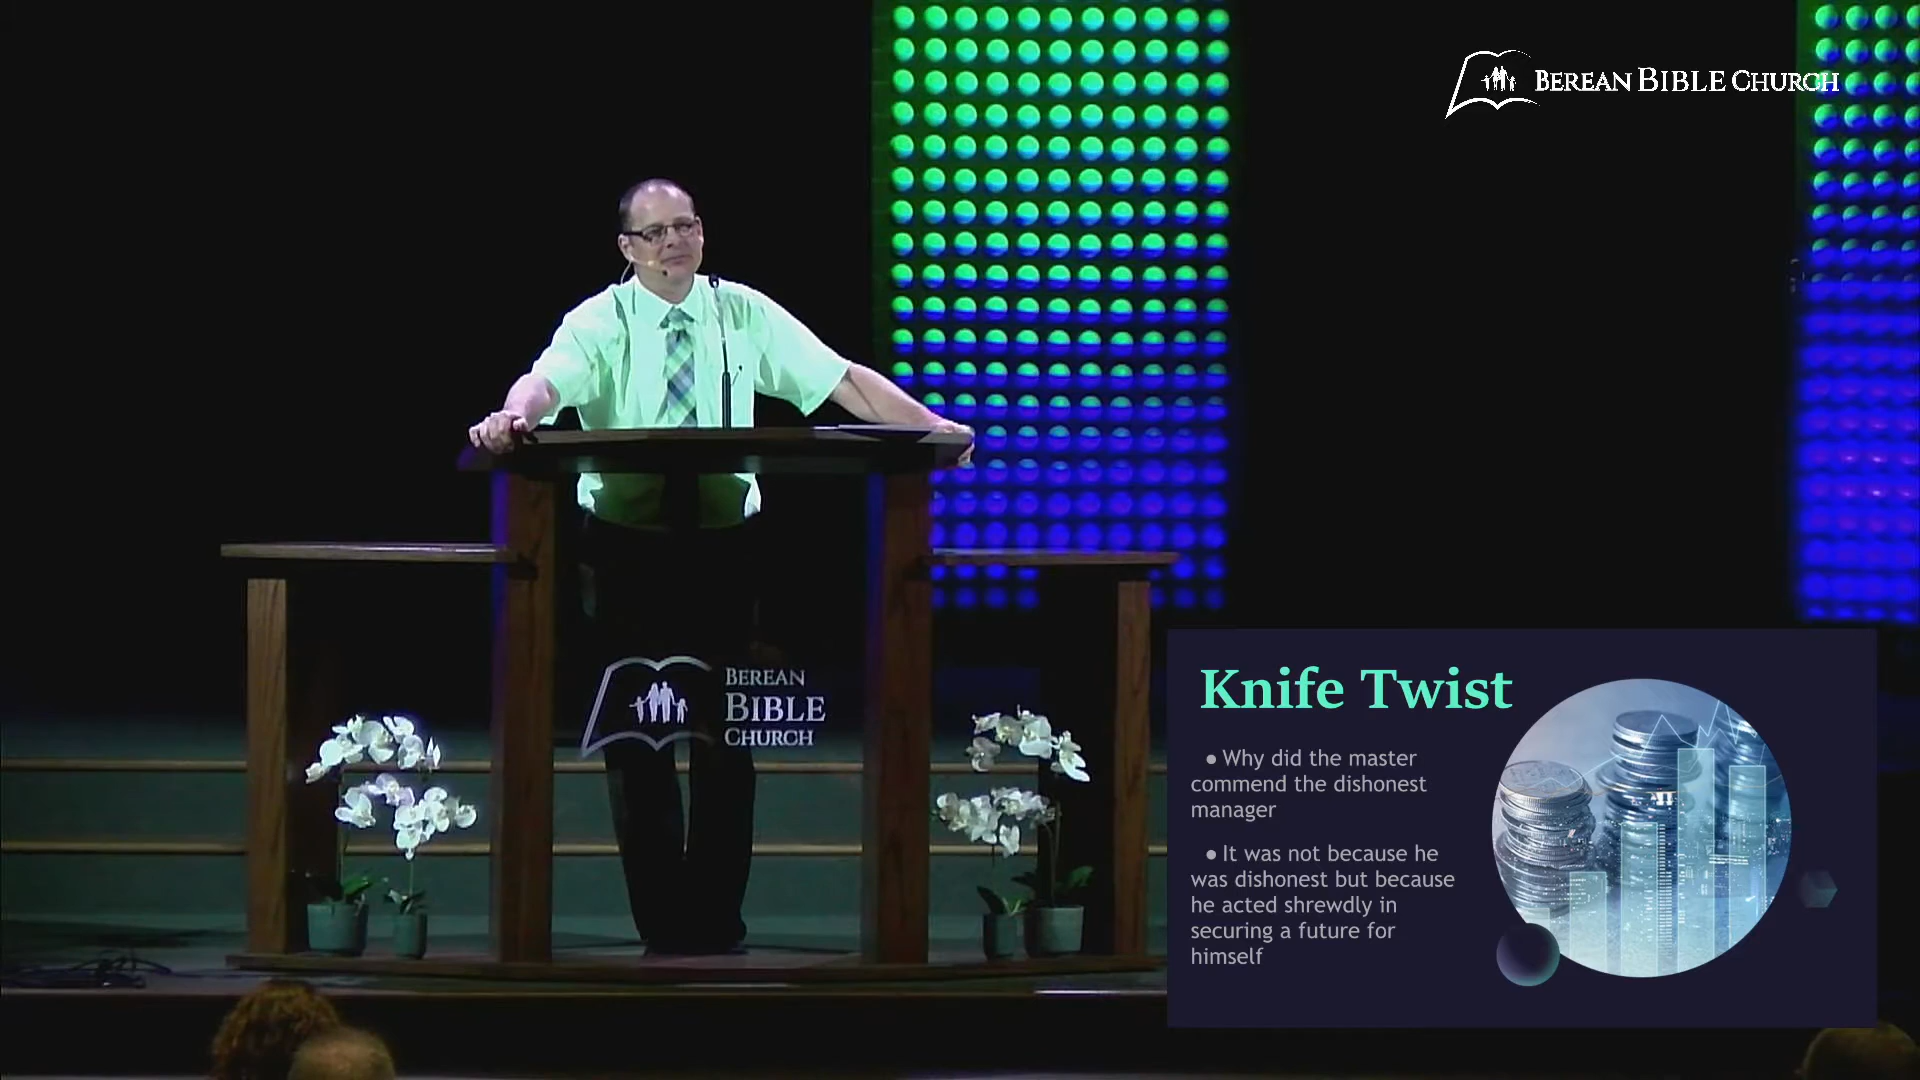 BEREAN BIBLE CHURCH
BEREAN
BIBLE
CHURCH
Knife Twist
● Why did the master
commend the dishonest
manager
● It was not because he
was dishonest but because
he acted shrewdly in
securing a future for
himself